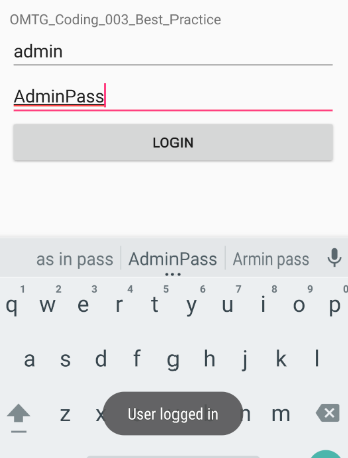 OMTG_Coding_003_Best_Practice
admin
AdminPass
LOGIN
as in pass AdminPass Armin pass
1 2 3 4 5 6 7 8 9 0
q w e r t y u i o p
a s d f g h j k l
z x n m
User logged in